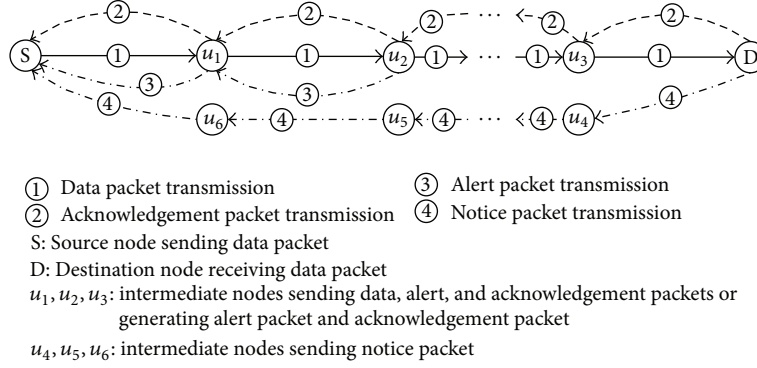 2 2 2 2 2
S 1 u1 1 u2 1 ... 1 u3 1 D
3 3
4 u6 4 u5 4 ... 4 u4 4
1 Data packet transmission 3 Alert packet transmission
2 Acknowledgement packet transmission 4 Notice packet transmission
S: Source node sending data packet
D: Destination node receiving data packet
u1, u2, u3: intermediate nodes sending data, alert, and acknowledgement packets or
generating alert packet and acknowledgement packet
u4, u5, u6: intermediate nodes sending notice packet